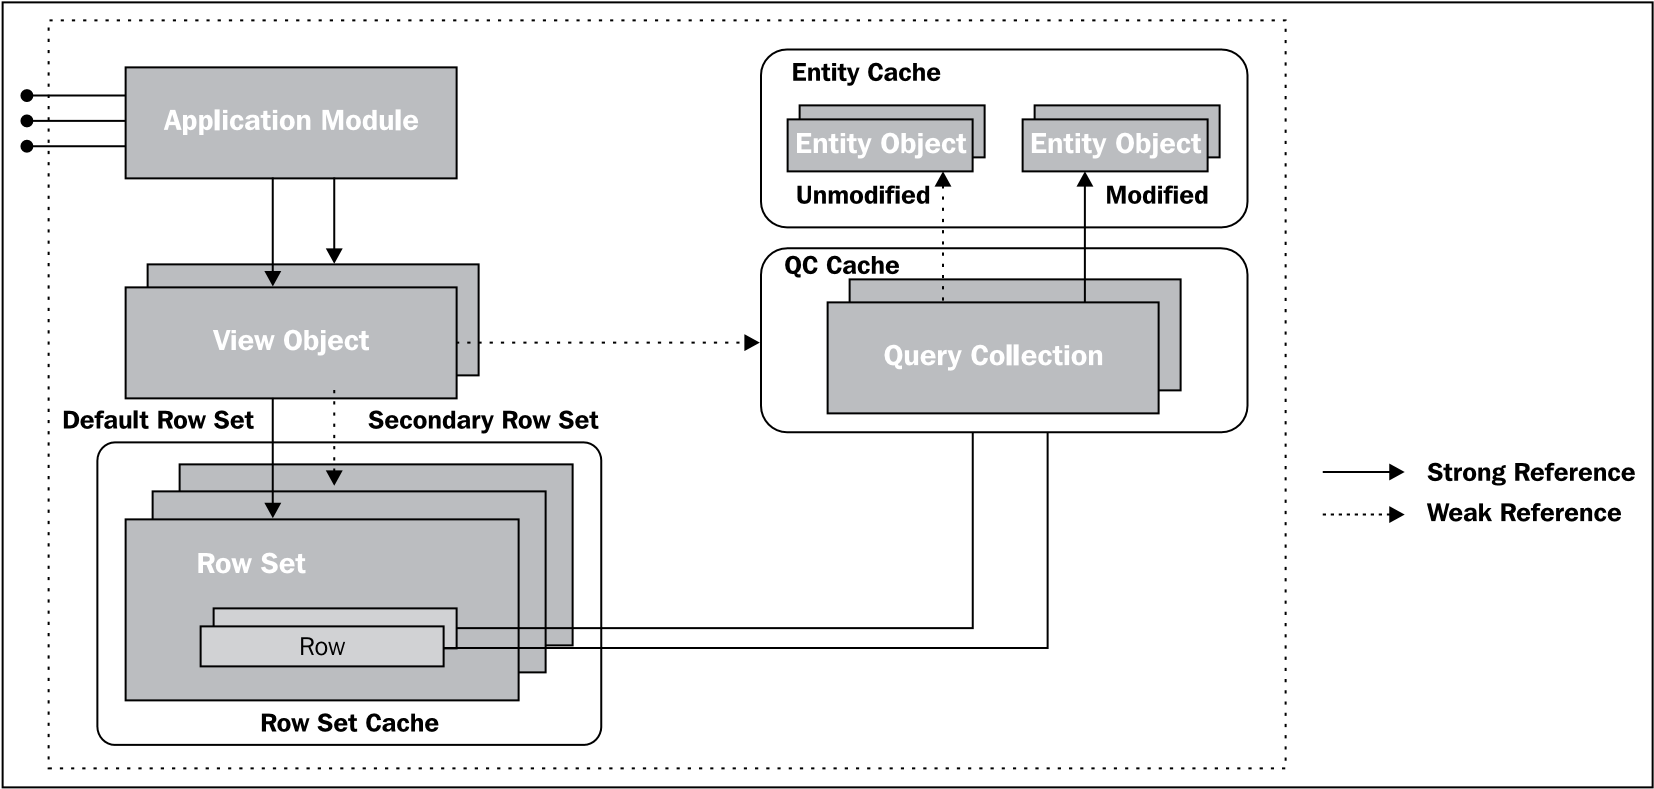 Application Module
Entity Cache
Entity Object
Entity Object
Unmodified
Modified
QC Cache
View Object
Query Collection
Default Row Set
Secondary Row Set
Row Set
Row
Row Set Cache
Strong Reference
Weak Reference